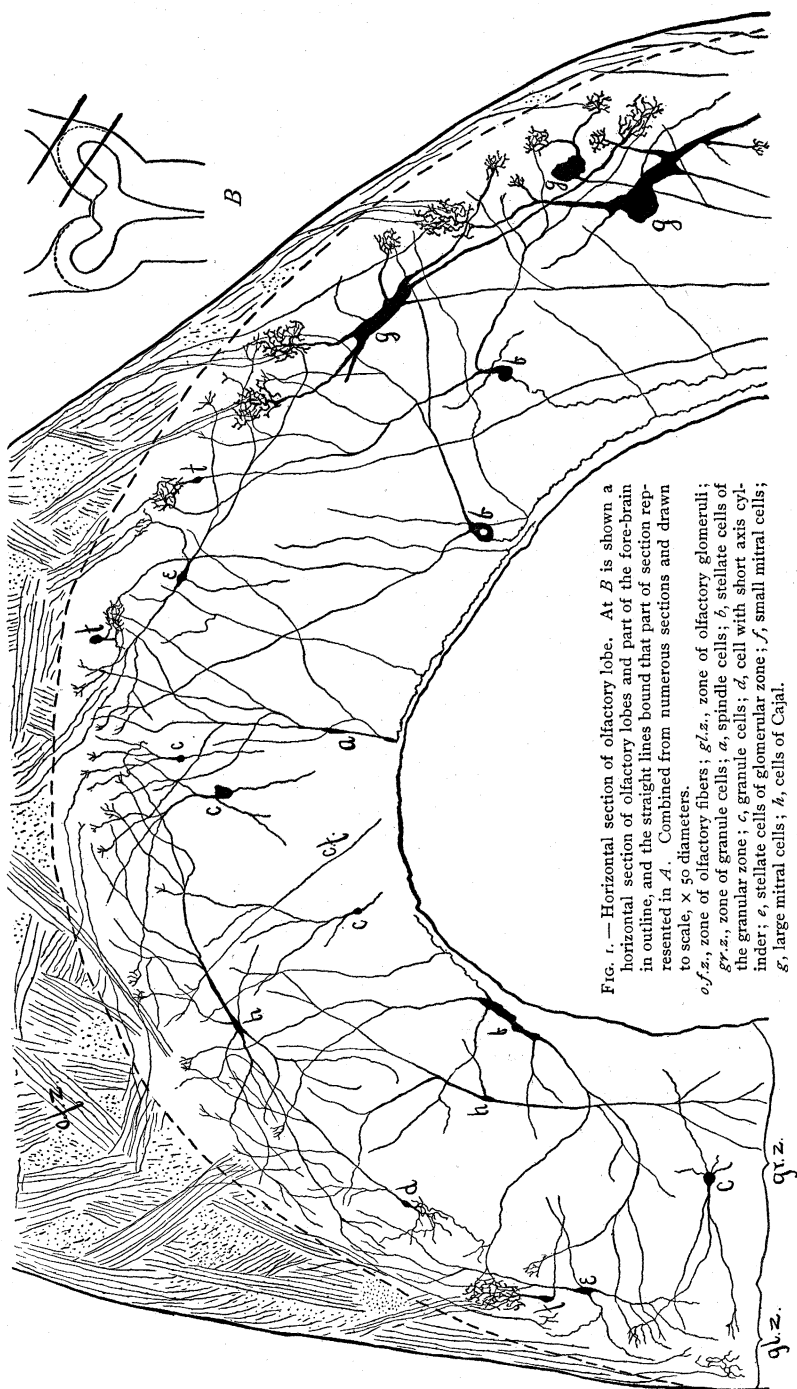 B
g
g
g
b
b
f
e
f
c
a
c
c
h
b
h
o.f.z.
d
c
f
e
gl.z.
gr.z.
FIG. 1. — Horizontal section of olfactory lobe. At B is shown a
horizontal section of olfactory lobes and part of the fore-brain
in outline, and the straight lines bound that part of section rep-
resented in A. Combined from numerous sections and drawn
to scale, × 50 diameters.
o.f.z., zone of olfactory fibers; gl.z., zone of olfactory glomeruli;
gr.z., zone of granule cells; a, spindle cells; b, stellate cells of
the granular zone; c, granule cells; d, cell with short axis cyl-
inder; e, stellate cells of glomerular zone; f, small mitral cells;
g, large mitral cells; h, cells of Cajal.